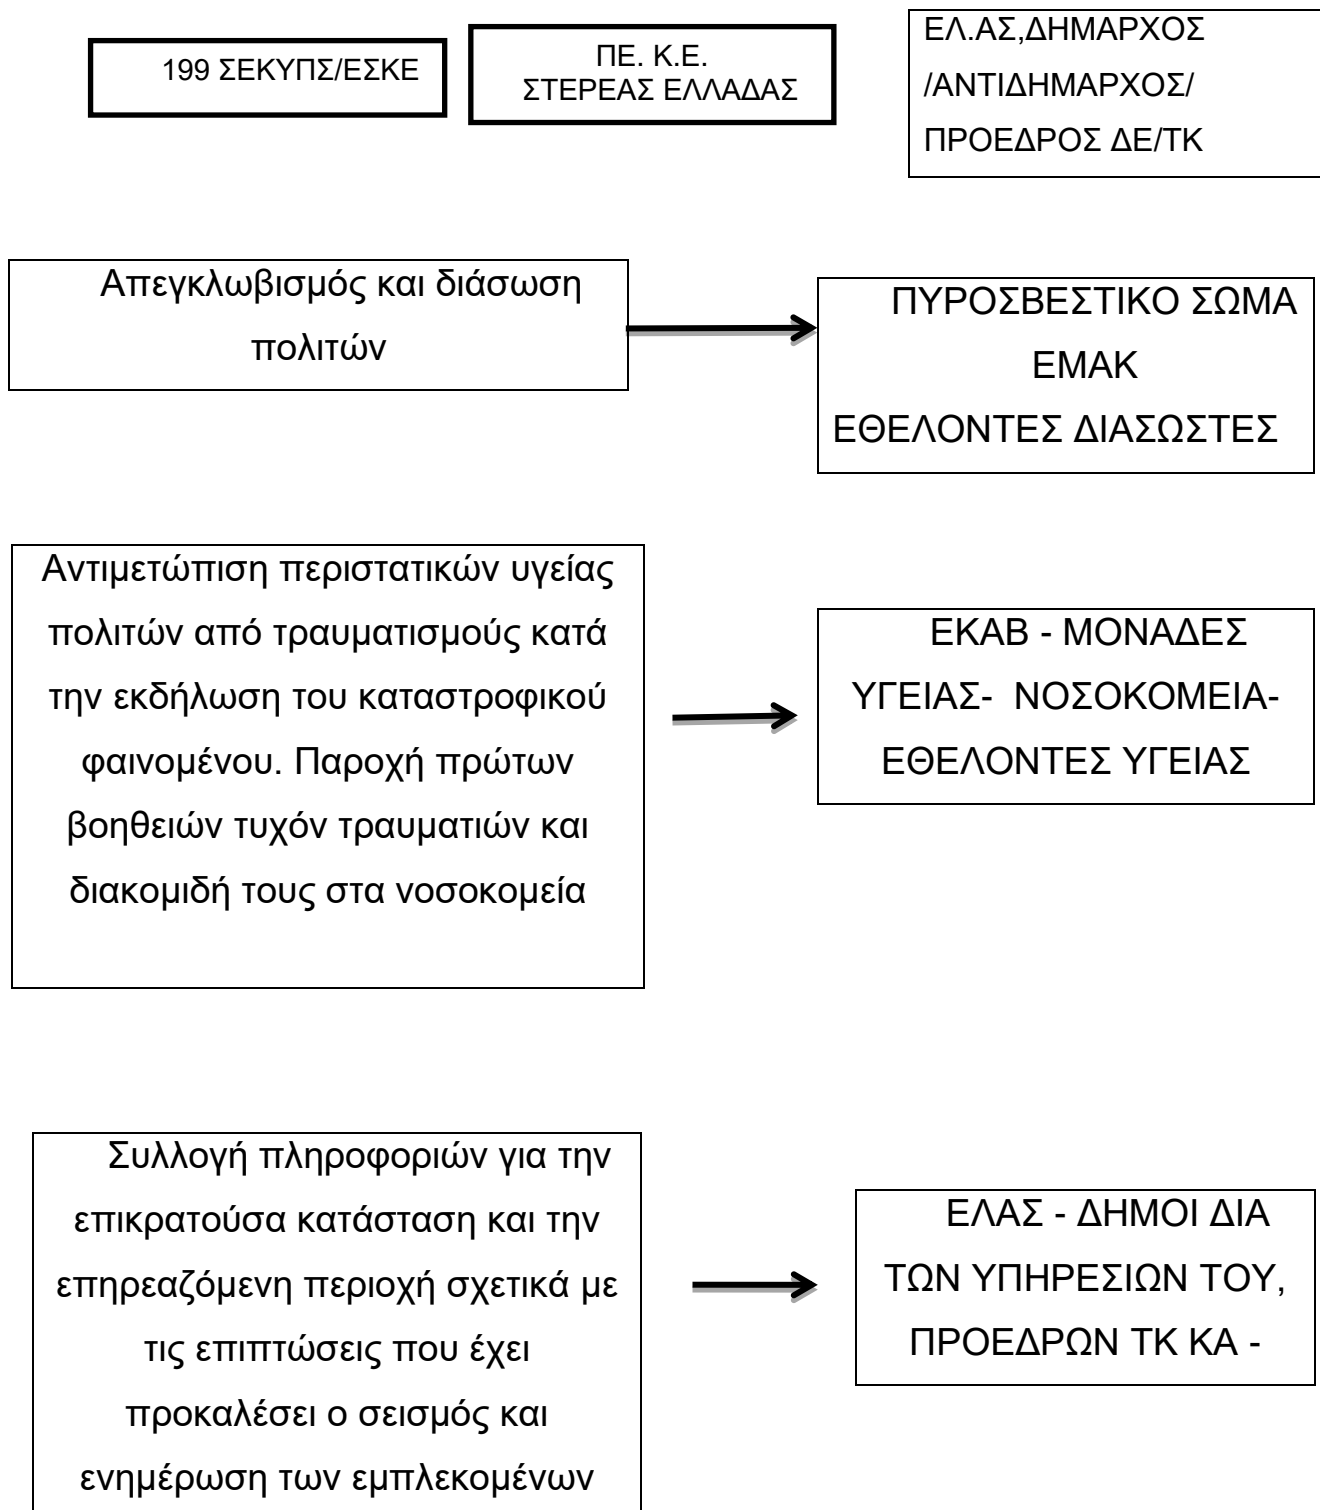 199 ΣΕΚΥΠΣ/ΕΣΚΕ
ΠΕ. Κ.Ε.
ΣΤΕΡΕΑΣ ΕΛΛΑΔΑΣ
ΕΛ.ΑΣ,ΔΗΜΑΡΧΟΣ
/ΑΝΤΙΔΗΜΑΡΧΟΣ/
ΠΡΟΕΔΡΟΣ ΔΕ/ΤΚ
Απεγκλωβισμός και διάσωση
πολιτών
ΠΥΡΟΣΒΕΣΤΙΚΟ ΣΩΜΑ
ΕΜΑΚ
ΕΘΕΛΟΝΤΕΣ ΔΙΑΣΩΣΤΕΣ
Αντιμετώπιση περιστατικών υγείας
πολιτών από τραυματισμούς κατά
την εκδήλωση του καταστροφικού
φαινομένου. Παροχή πρώτων
βοηθειών τυχόν τραυματιών και
διακομιδή τους στα νοσοκομεία
ΕΚΑΒ - ΜΟΝΑΔΕΣ
ΥΓΕΙΑΣ- ΝΟΣΟΚΟΜΕΙΑ-
ΕΘΕΛΟΝΤΕΣ ΥΓΕΙΑΣ
Συλλογή πληροφοριών για την
επικρατούσα κατάσταση και την
επηρεαζόμενη περιοχή σχετικά με
τις επιπτώσεις που έχει
προκαλέσει ο σεισμός και
ενημέρωση των εμπλεκομένων
ΕΛΑΣ - ΔΗΜΟΙ ΔΙΑ
ΤΩΝ ΥΠΗΡΕΣΙΩΝ ΤΟΥ,
ΠΡΟΕΔΡΩΝ ΤΚ ΚΑ -